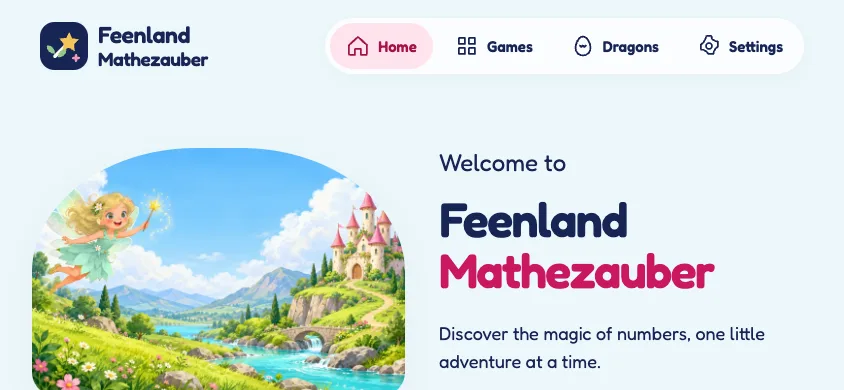 Feenland
Mathezauber
Home
Games
Dragons
Settings
Welcome to
Feenland
Mathezauber
Discover the magic of numbers, one little
adventure at a time.